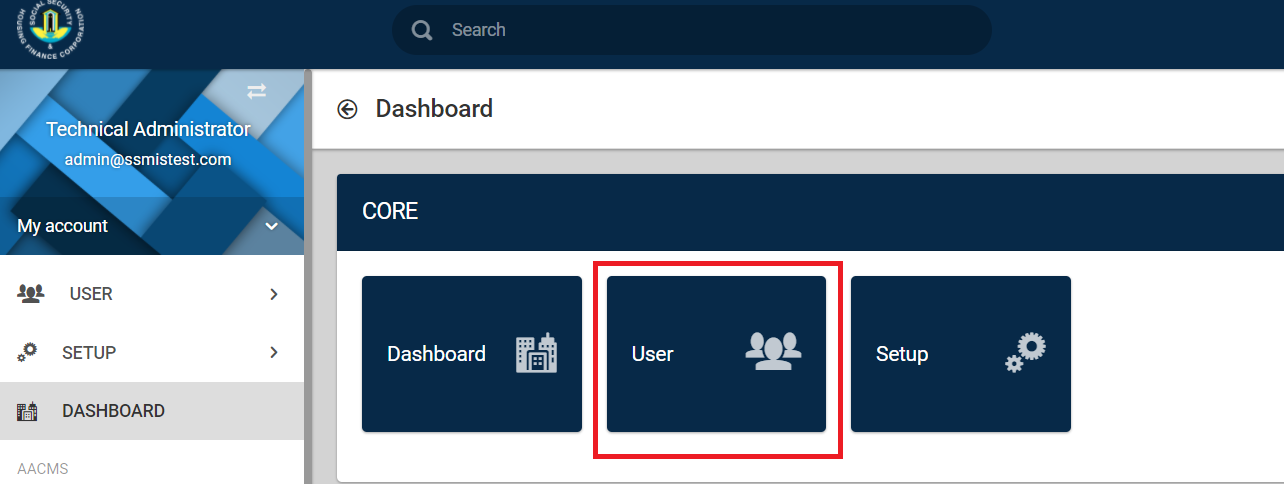 SOCIAL SECURITY
&
HOUSING FINANCE CORPORATION
Search
Technical Administrator
admin@ssmistest.com
My account
USER
SETUP
DASHBOARD
AACMS
Dashboard
CORE
Dashboard
User
Setup